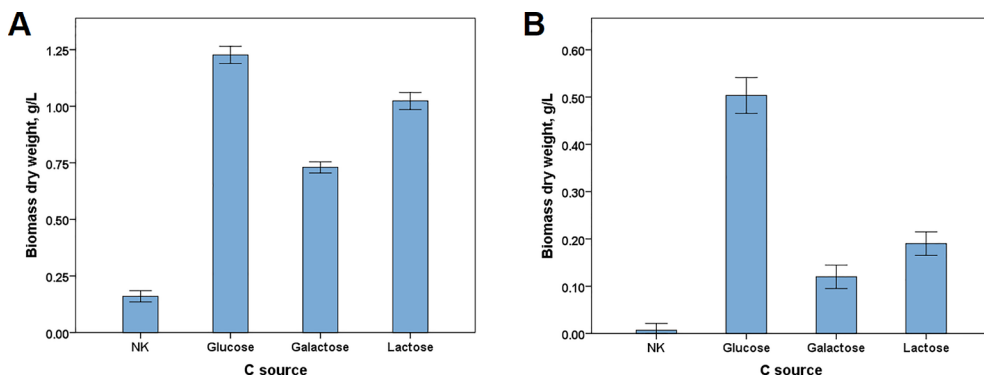 A
Biomass dry weight, g/L
1.25
1.00
0.75
0.50
0.25
0.00
NK Glucose Galactose Lactose
C source
B
Biomass dry weight, g/L
0.60
0.50
0.40
0.30
0.20
0.10
0.00
NK Glucose Galactose Lactose
C source